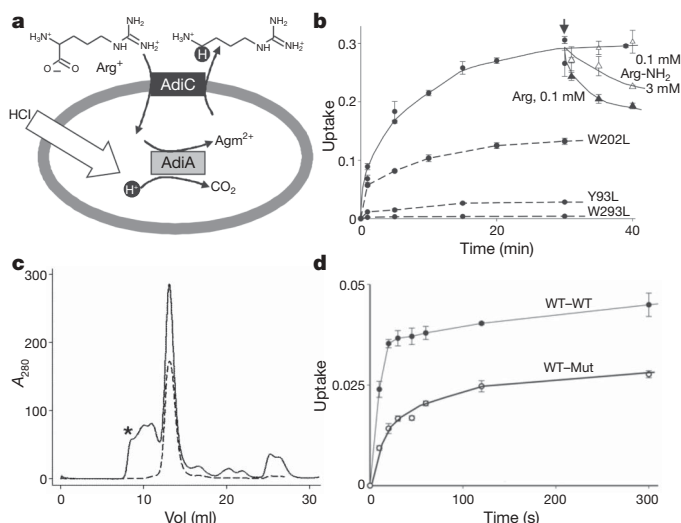 a
NH₂
H₃N⁺
NH
NH₂⁺
O
O–
Arg⁺
NH₂
H₃N⁺
H
NH
NH₂⁺
AdiC
HCl
Agm²⁺
AdiA
H⁺
CO₂
b
Uptake
0.3
0.2
0.1
0
0.1 mM
Arg-NH₂
3 mM
Arg, 0.1 mM
W202L
Y93L
W293L
0
20
40
Time (min)
c
A₂₈₀
300
200
100
0
*
0
10
20
30
Vol (ml)
d
Uptake
0.05
0.025
0
WT–WT
WT–Mut
0
100
200
300
Time (s)